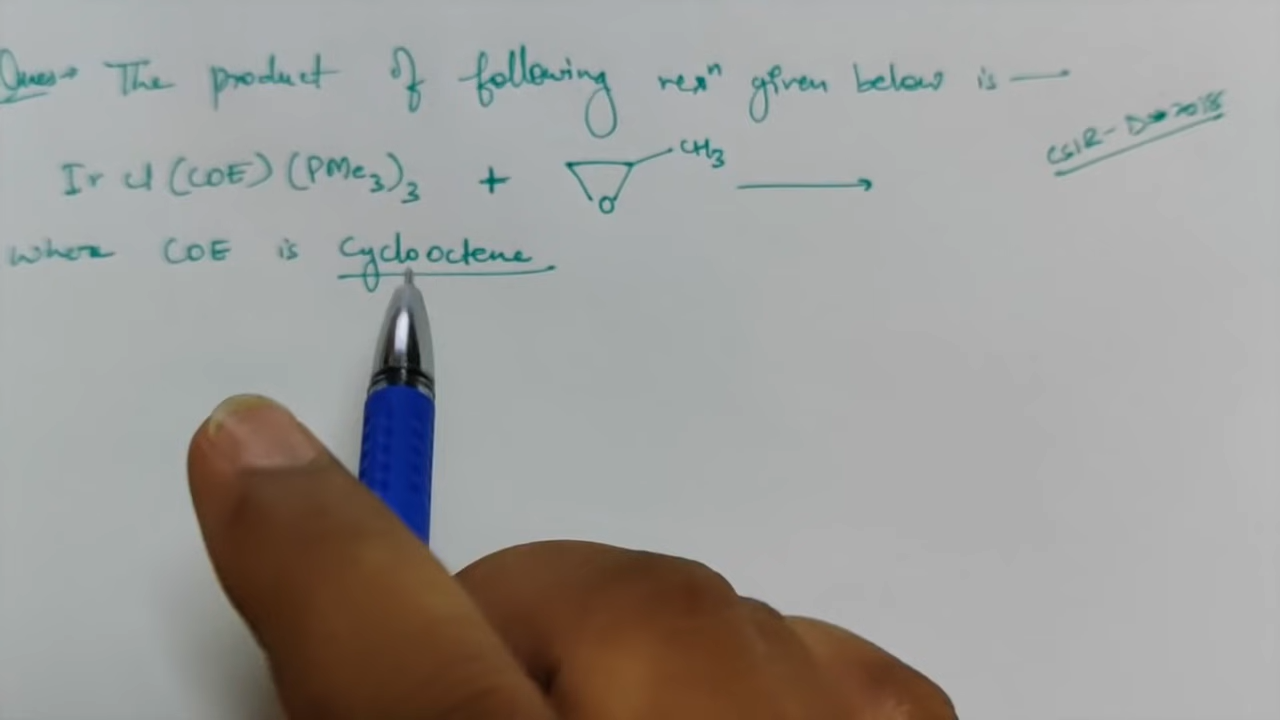 Ques→ The product of following rexⁿ given below is —
CSIR-D→2018
Ir Cl (COE) (PMe₃)₃ + O CH₃ →
where COE is Cyclooctene